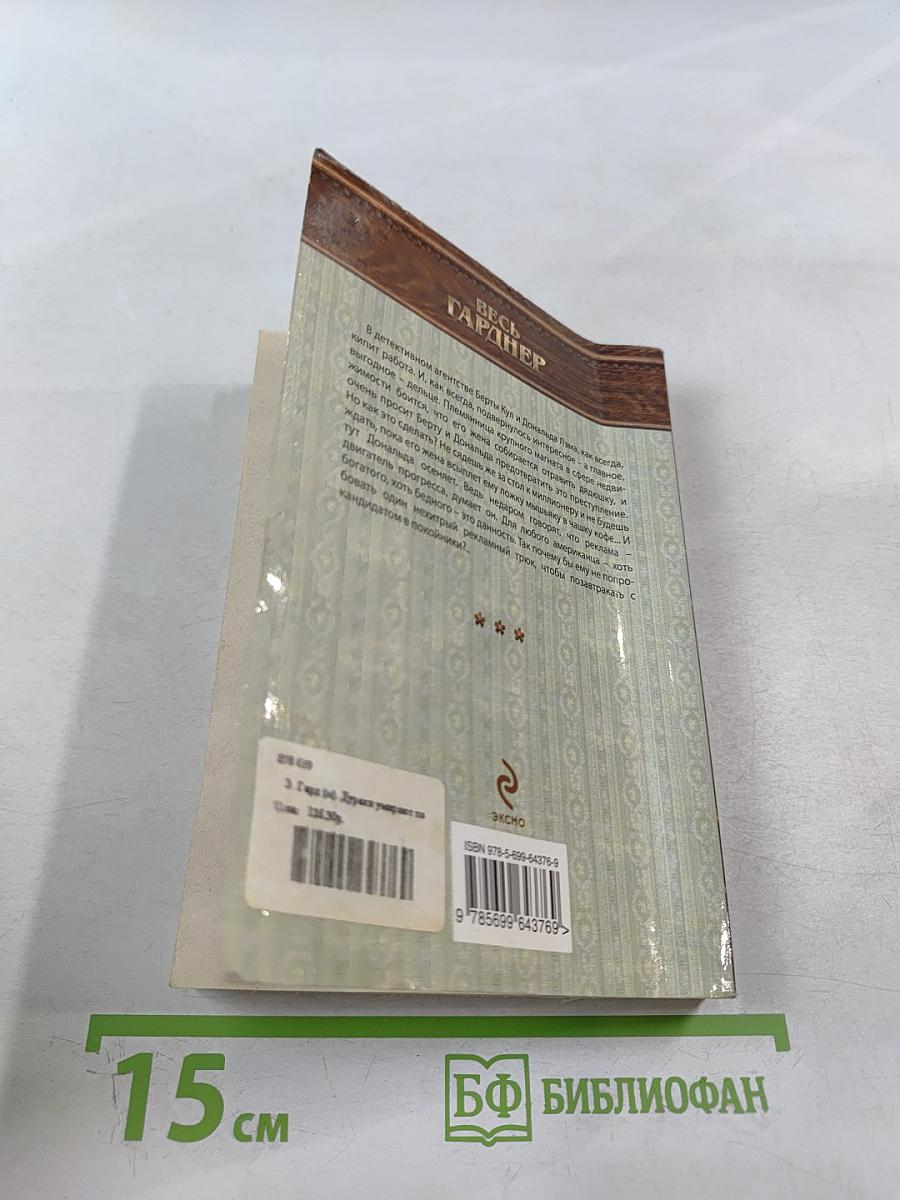 ВЕСЬ
ГАРДНЕР
В детективном агентстве Берты Кул и Дональда Лэма, как всегда,
кипит работа. И, как всегда, подвернулось интересное – а главное,
выгодное – дельце. Племянница крупного магната в сфере недви-
жимости боится, что его жена собирается отравить дядюшку, и
очень просит Берту и Дональда предотвратить это преступление.
Но как это сделать? Не сядешь же за стол к миллионеру и не будешь
ждать, пока его жена всыплет ему ложку мышьяку в чашку кофе... И
тут Дональда осеняет. Ведь недаром говорят, что реклама –
двигатель прогресса, думает он. Для любого американца – хоть
богатого, хоть бедного – это данность. Так почему бы ему не попро-
бовать один нехитрый рекламный трюк, чтобы позавтракать с
кандидатом в покойники?..
* * *
ЭКСМО
Э. Гарднер Дураки умирают по
Цена:
ISBN 978-5-699-64376-9
9 785699 643769 >
15 см
БФ БИБЛИОФАН